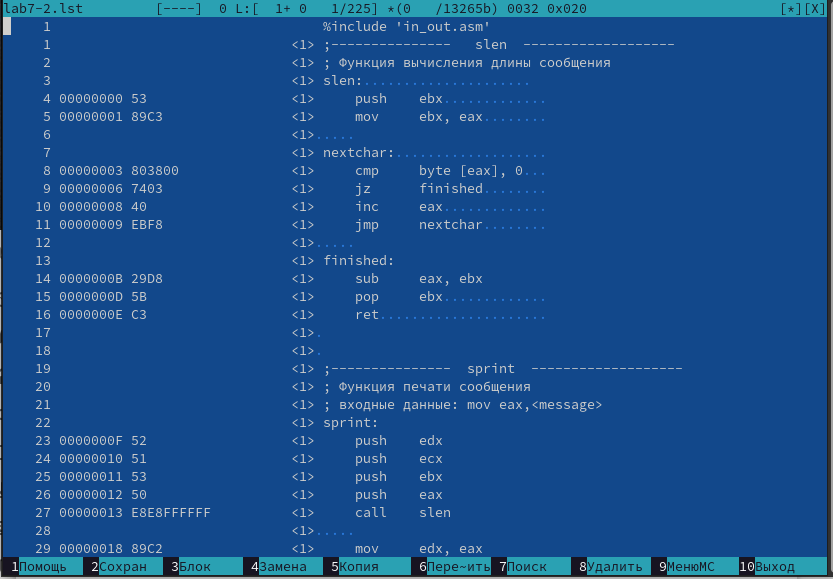 lab7-2.lst [----] 0 L:[ 1+ 0 1/225] *(0 /13265b) 0032 0x020 [*][X]
1 %include 'in_out.asm'
1 <1> ;--------------- slen -------------------
2 <1> ; Функция вычисления длины сообщения
3 <1> slen:.....................
4 00000000 53 <1> push ebx.............
5 00000001 89C3 <1> mov ebx, eax........
6 <1>.....
7 <1> nextchar:...................
8 00000003 803800 <1> cmp byte [eax], 0...
9 00000006 7403 <1> jz finished........
10 00000008 40 <1> inc eax.............
11 00000009 EBF8 <1> jmp nextchar........
12 <1>.....
13 <1> finished:
14 0000000B 29D8 <1> sub eax, ebx
15 0000000D 5B <1> pop ebx.............
16 0000000E C3 <1> ret.....................
17 <1>.
18 <1>.
19 <1> ;--------------- sprint -------------------
20 <1> ; Функция печати сообщения
21 <1> ; входные данные: mov eax,<message>
22 <1> sprint:
23 0000000F 52 <1> push edx
24 00000010 51 <1> push ecx
25 00000011 53 <1> push ebx
26 00000012 50 <1> push eax
27 00000013 E8E8FFFFFF <1> call slen
28 <1>.....
29 00000018 89C2 <1> mov edx, eax
1Помощь 2Сохран 3Блок 4Замена 5Копия 6Пере~ить 7Поиск 8Удалить 9МенюMC 10Выход